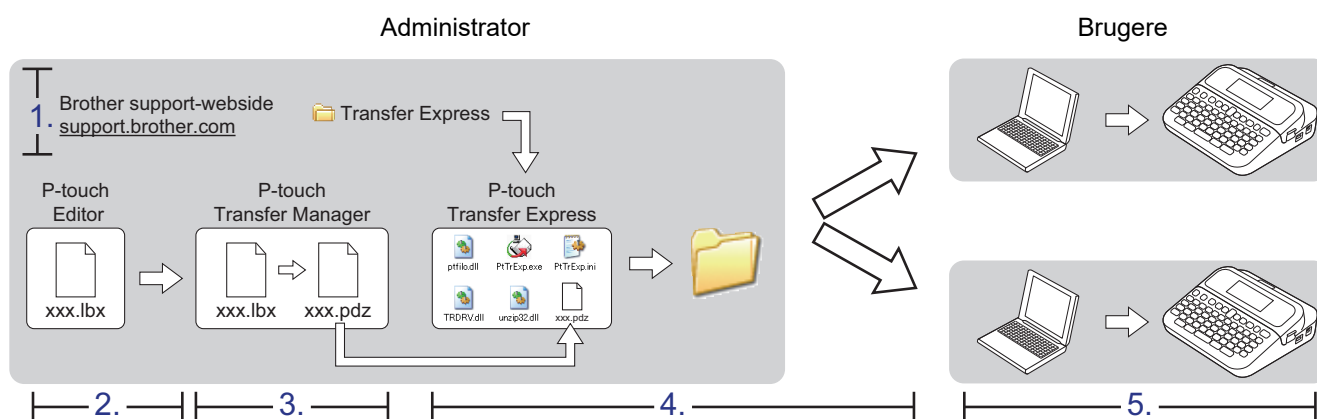 Administrator
Brugere
1.
Brother support-webside
support.brother.com
Transfer Express
P-touch
Editor
xxx.lbx
P-touch
Transfer Manager
xxx.lbx
xxx.pdz
P-touch
Transfer Express
ptfilo.dll
PtTrExp.exe
PtTrExp.ini
TRDRV.dll
unzip32.dll
xxx.pdz
2.
3.
4.
5.